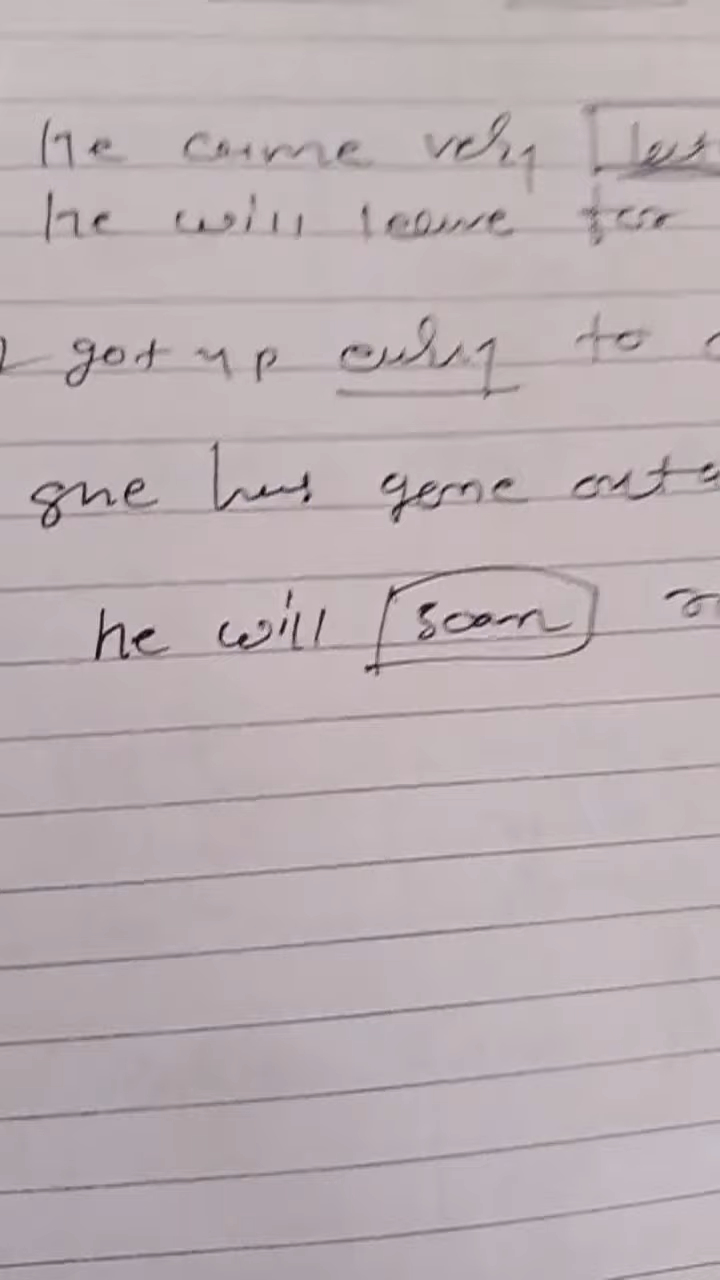 He came very
he will leave for
I got up early to
She has gone out
he will soon